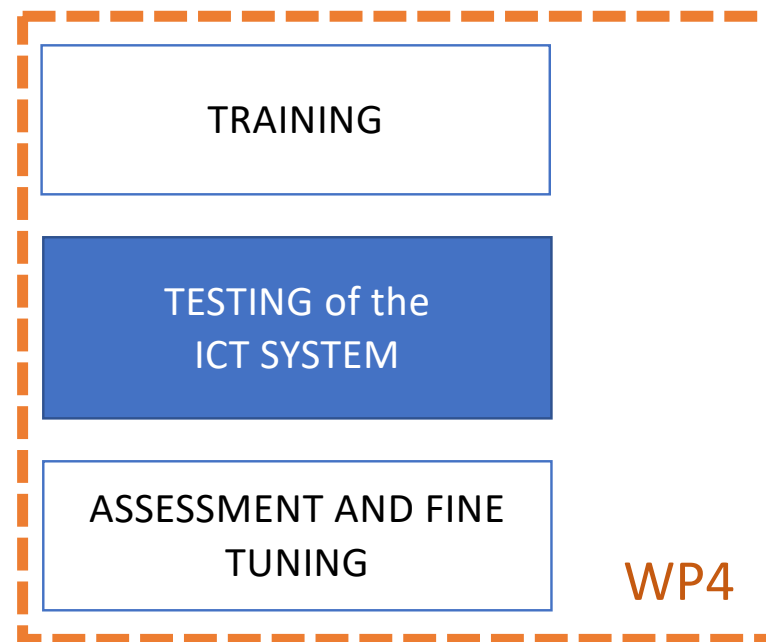 TRAINING
TESTING of the
ICT SYSTEM
ASSESSMENT AND FINE
TUNING
WP4